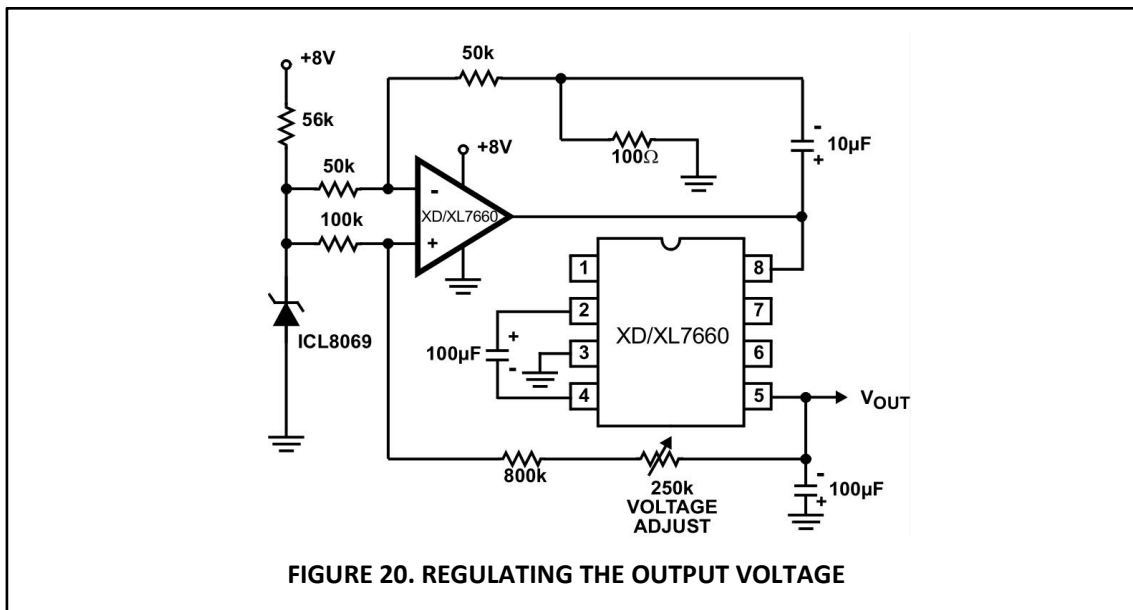 +8V
56k
50k
50k
100k
+8V
-
+
XD/XL7660
ICL8069
100Ω
-
+
10µF
1
2
3
4
8
7
6
5
XD/XL7660
+
-
100µF
VOUT
800k
250k
VOLTAGE
ADJUST
-
+
100µF
FIGURE 20. REGULATING THE OUTPUT VOLTAGE